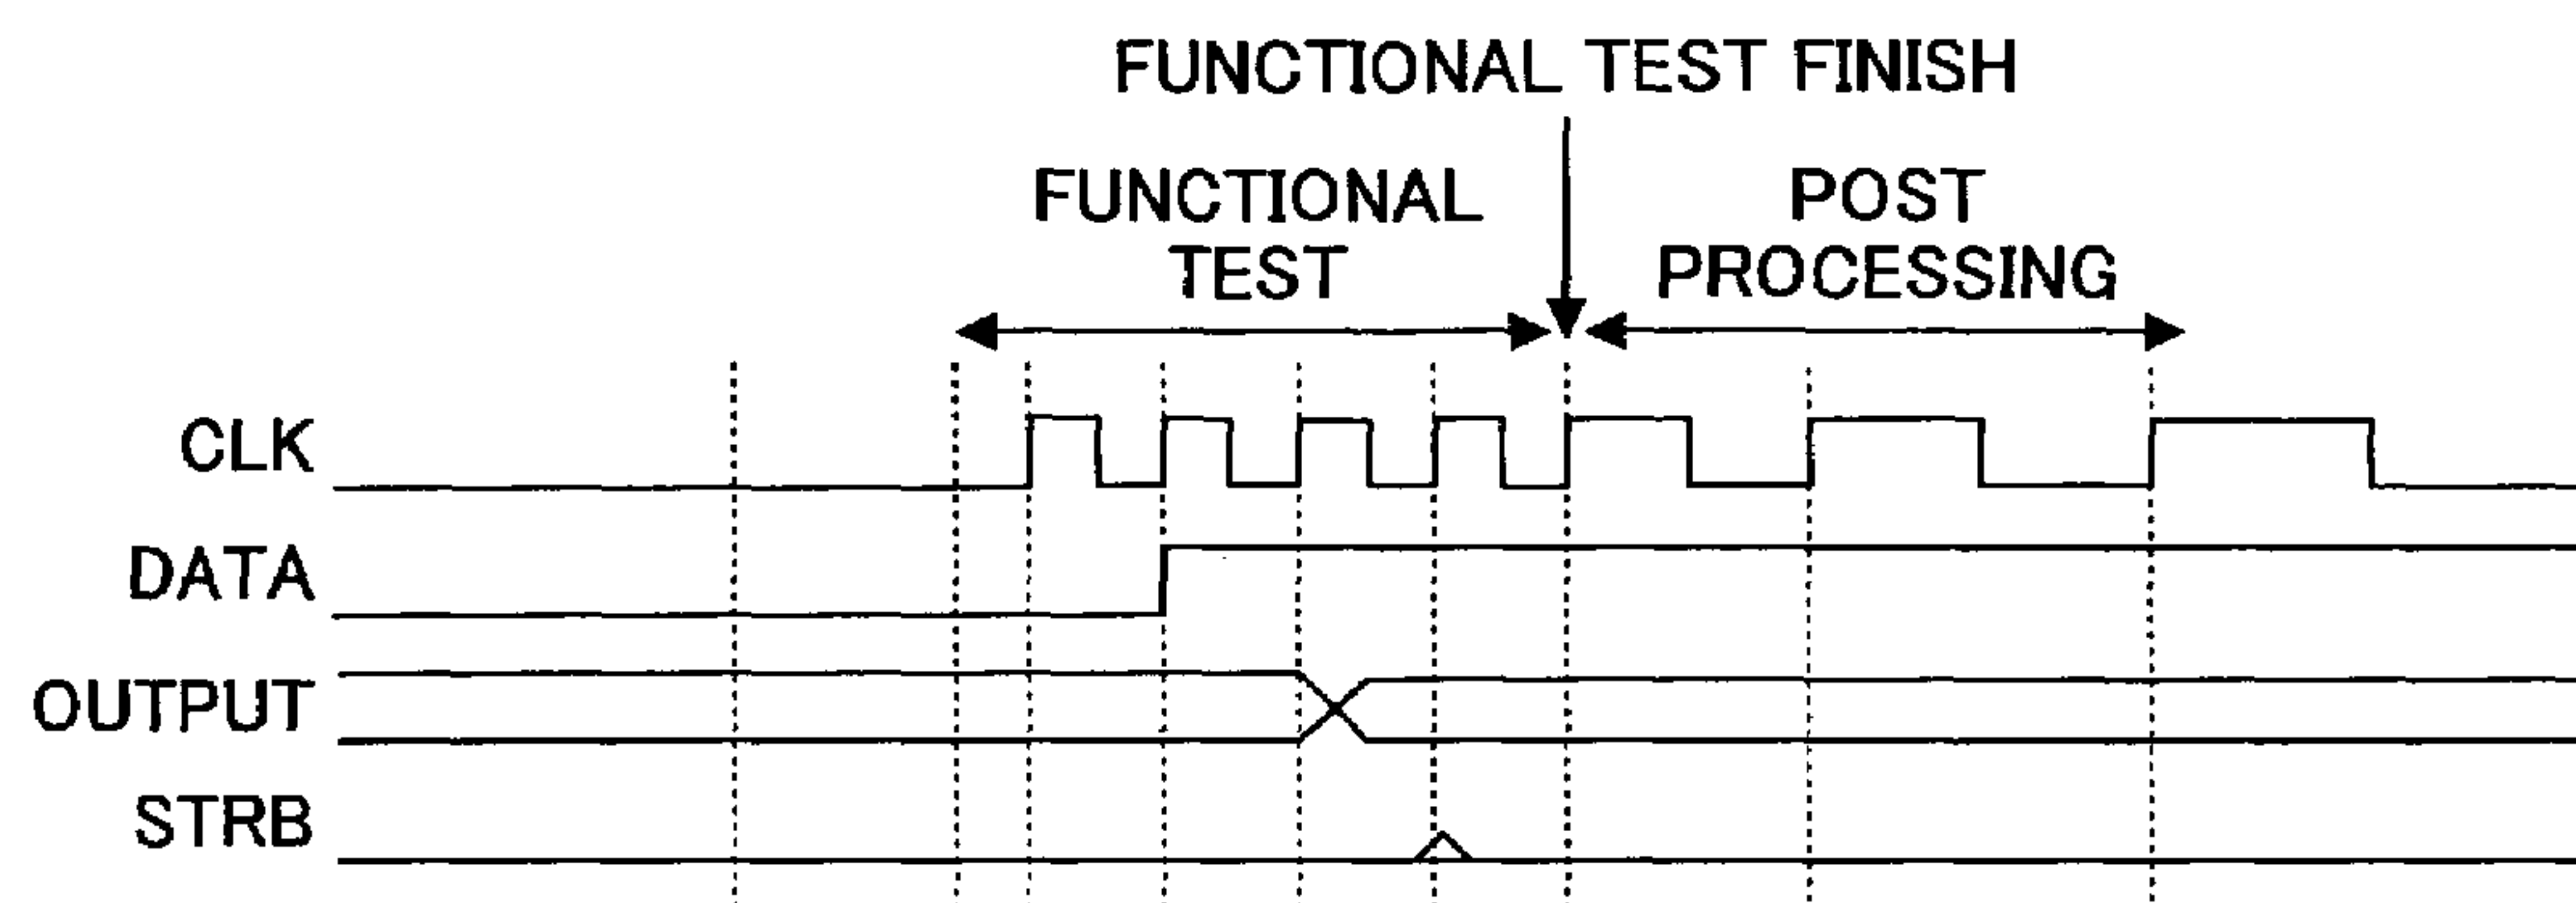 FUNCTIONAL TEST FINISH
FUNCTIONAL
TEST
POST
PROCESSING
CLK
DATA
OUTPUT
STRB